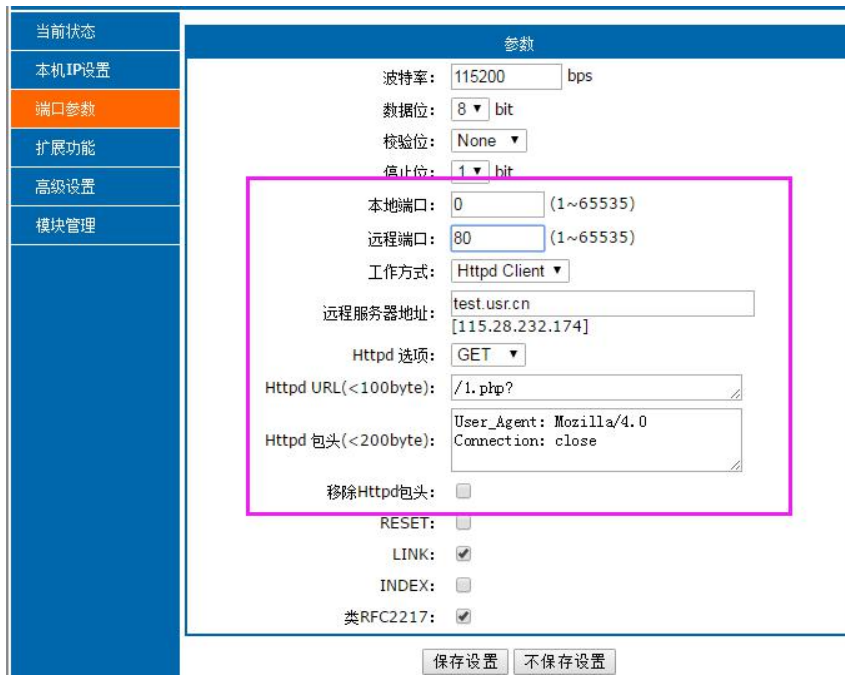 当前状态
本机IP设置
端口参数
扩展功能
高级设置
模块管理
参数
波特率： 115200 bps
数据位： 8 bit
校验位： None
停止位： 1 bit
本地端口： 0 (1~65535)
远程端口： 80 (1~65535)
工作方式： Httpd Client
远程服务器地址： test.usr.cn
[115.28.232.174]
Httpd 选项： GET
Httpd URL(<100byte)： /1.php?
Httpd 包头(<200byte)： User_Agent: Mozilla/4.0
Connection: close
移除Httpd包头：
RESET：
LINK：
INDEX：
类RFC2217：
保存设置 不保存设置